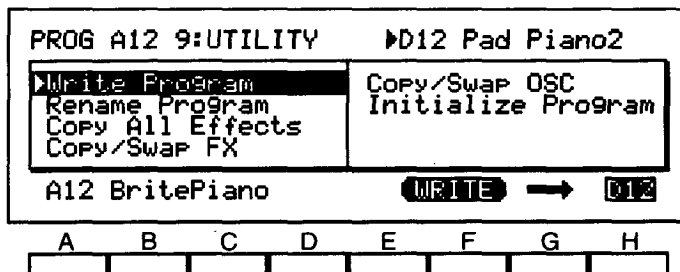 PROG A12 9:UTILITY ▶D12 Pad Piano2
▶Write Program
Rename Program
Copy All Effects
Copy/Swap FX
Copy/Swap OSC
Initialize Program
A12 BritePiano WRITE → D12
A B C D E F G H